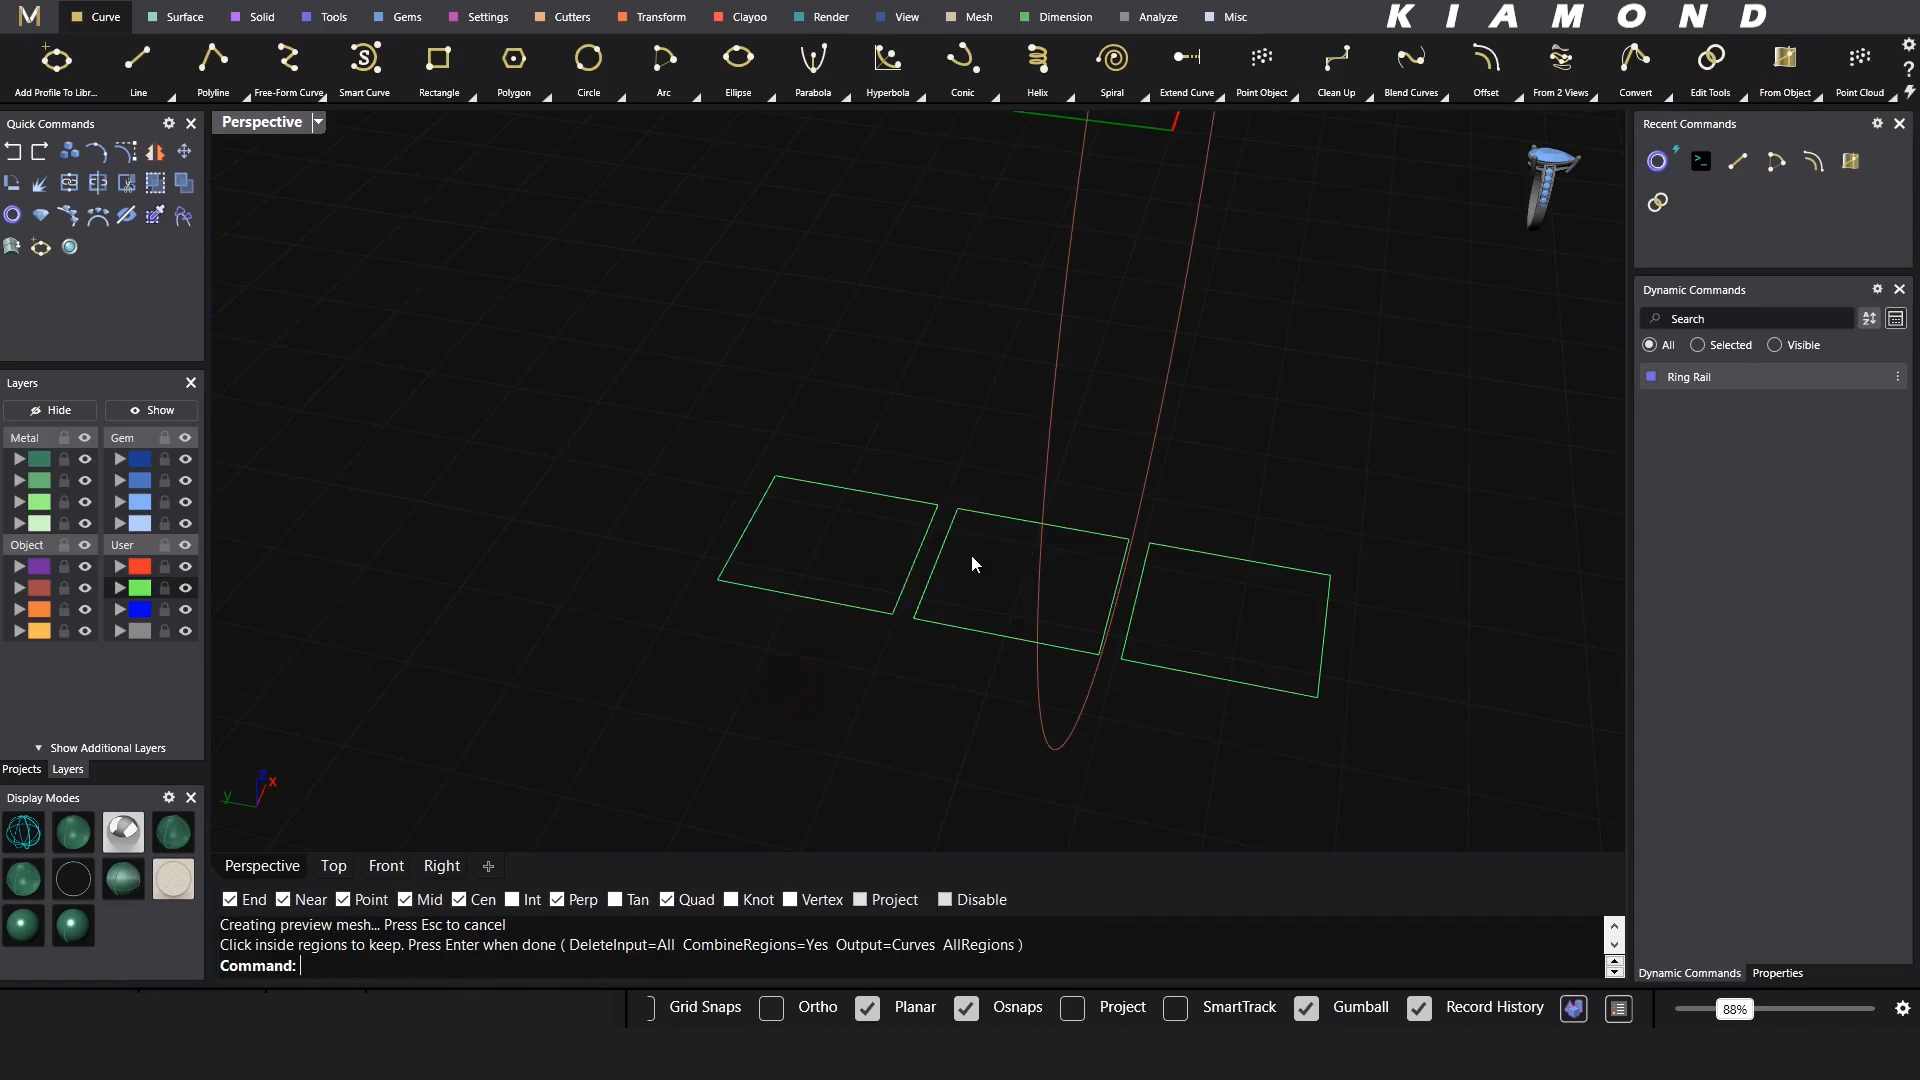 Curve Surface Solid Tools Gems Settings Cutters Transform Clayoo Render View Mesh Dimension Analyze Misc
K I A M O N D
Add Profile To Libr... Line Polyline Free-Form Curve Smart Curve Rectangle Polygon Circle Arc Ellipse Parabola Hyperbola Conic Helix Spiral Extend Curve Point Object Clean Up Blend Curves Offset From 2 Views Convert Edit Tools From Object Point Cloud
Quick Commands
Perspective
Recent Commands
Dynamic Commands
Search
All Selected Visible
Ring Rail
Layers
Hide Show
Metal Gem
Object User
Show Additional Layers
Projects Layers
z x
y
Display Modes
Perspective Top Front Right
End Near Point Mid Cen Int Perp Tan Quad Knot Vertex Project Disable
Creating preview mesh... Press Esc to cancel
Click inside regions to keep. Press Enter when done ( DeleteInput=All CombineRegions=Yes Output=Curves AllRegions )
Command:
Dynamic Commands Properties
Grid Snaps Ortho Planar Osnaps Project SmartTrack Gumball Record History 88%